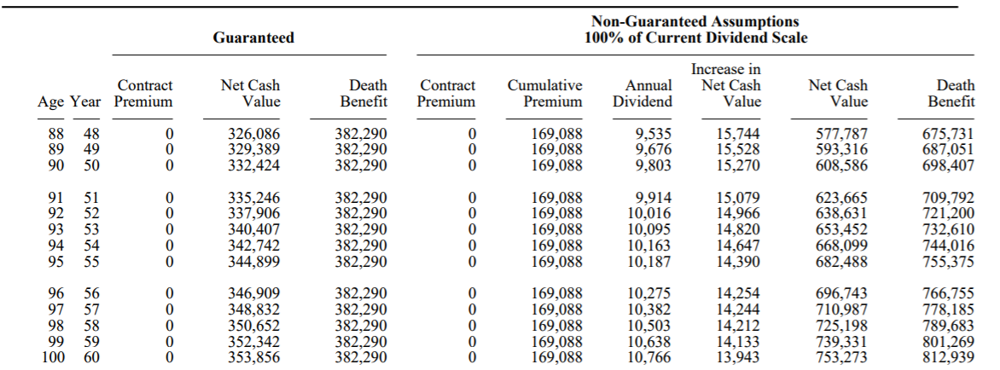 Non-Guaranteed Assumptions
Guaranteed 100% of Current Dividend Scale
Increase in
Contract Net Cash Death Contract Cumulative Annual Net Cash Net Cash Death
Age Year Premium Value Benefit Premium Premium Dividend Value Value Benefit
88 48 0 326,086 382,290 0 169,088 9,535 15,744 577,787 675,731
89 49 0 329,389 382,290 0 169,088 9,676 15,528 593,316 687,051
90 50 0 332,424 382,290 0 169,088 9,803 15,270 608,586 698,407
91 51 0 335,246 382,290 0 169,088 9,914 15,079 623,665 709,792
92 52 0 337,906 382,290 0 169,088 10,016 14,966 638,631 721,200
93 53 0 340,407 382,290 0 169,088 10,095 14,820 653,452 732,610
94 54 0 342,742 382,290 0 169,088 10,163 14,647 668,099 744,016
95 55 0 344,899 382,290 0 169,088 10,187 14,390 682,488 755,375
96 56 0 346,909 382,290 0 169,088 10,275 14,254 696,743 766,755
97 57 0 348,832 382,290 0 169,088 10,382 14,244 710,987 778,185
98 58 0 350,652 382,290 0 169,088 10,503 14,212 725,198 789,683
99 59 0 352,342 382,290 0 169,088 10,638 14,133 739,331 801,269
100 60 0 353,856 382,290 0 169,088 10,766 13,943 753,273 812,939